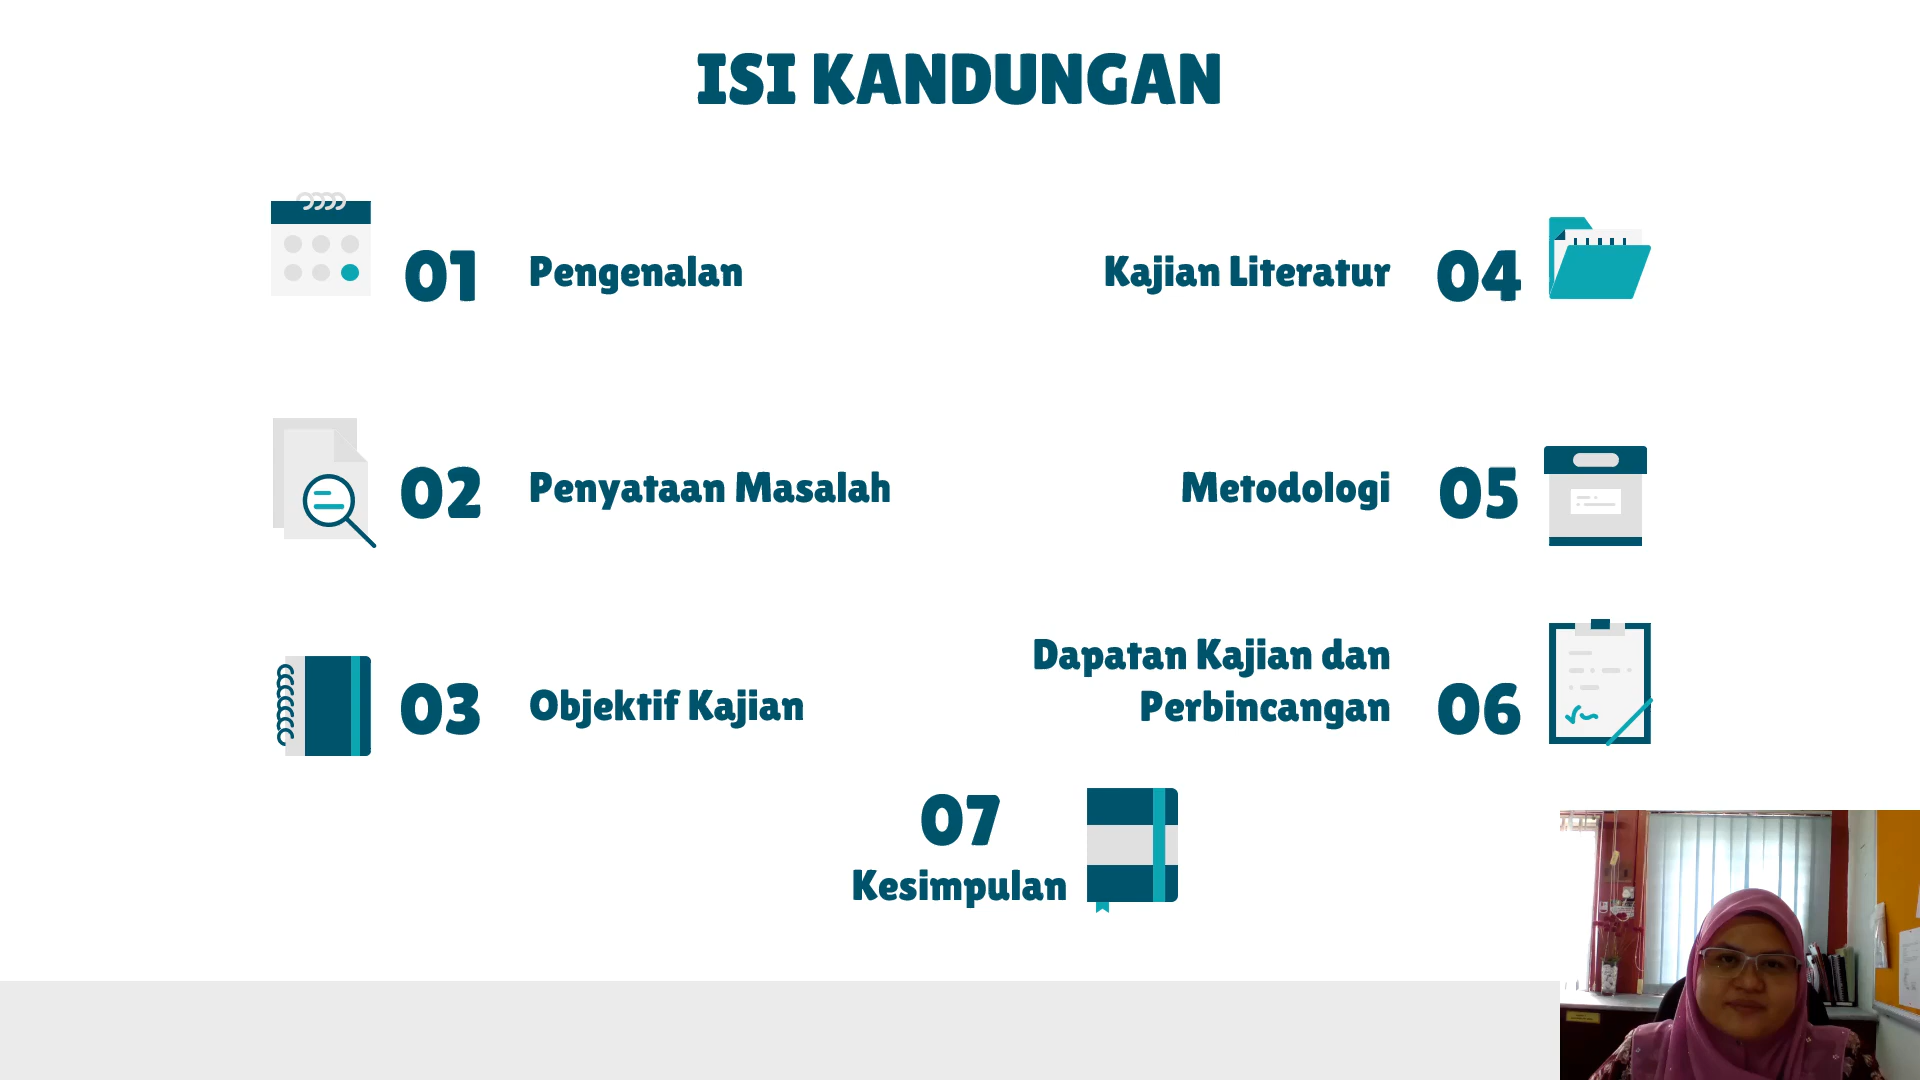 ISI KANDUNGAN
01 Pengenalan
02 Penyataan Masalah
03 Objektif Kajian
Kajian Literatur 04
Metodologi 05
Dapatan Kajian dan
Perbincangan 06
07
Kesimpulan